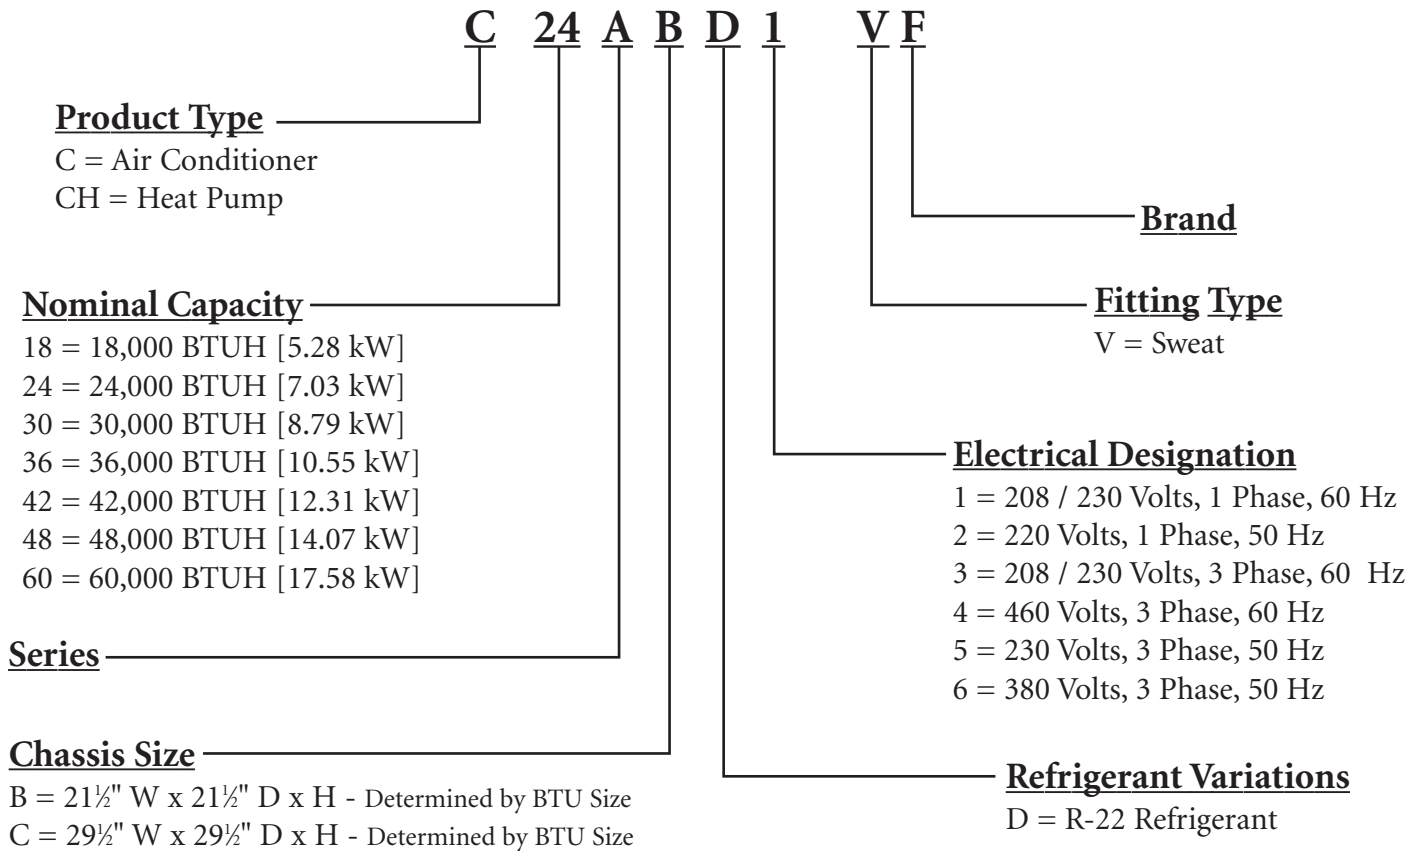 C 24 A B D 1 V F
Product Type
C = Air Conditioner
CH = Heat Pump
Brand
Nominal Capacity
18 = 18,000 BTUH [5.28 kW]
24 = 24,000 BTUH [7.03 kW]
30 = 30,000 BTUH [8.79 kW]
36 = 36,000 BTUH [10.55 kW]
42 = 42,000 BTUH [12.31 kW]
48 = 48,000 BTUH [14.07 kW]
60 = 60,000 BTUH [17.58 kW]
Fitting Type
V = Sweat
Electrical Designation
1 = 208 / 230 Volts, 1 Phase, 60 Hz
2 = 220 Volts, 1 Phase, 50 Hz
3 = 208 / 230 Volts, 3 Phase, 60 Hz
4 = 460 Volts, 3 Phase, 60 Hz
5 = 230 Volts, 3 Phase, 50 Hz
6 = 380 Volts, 3 Phase, 50 Hz
Series
Chassis Size
B = 21½" W x 21½" D x H - Determined by BTU Size
C = 29½" W x 29½" D x H - Determined by BTU Size
Refrigerant Variations
D = R-22 Refrigerant